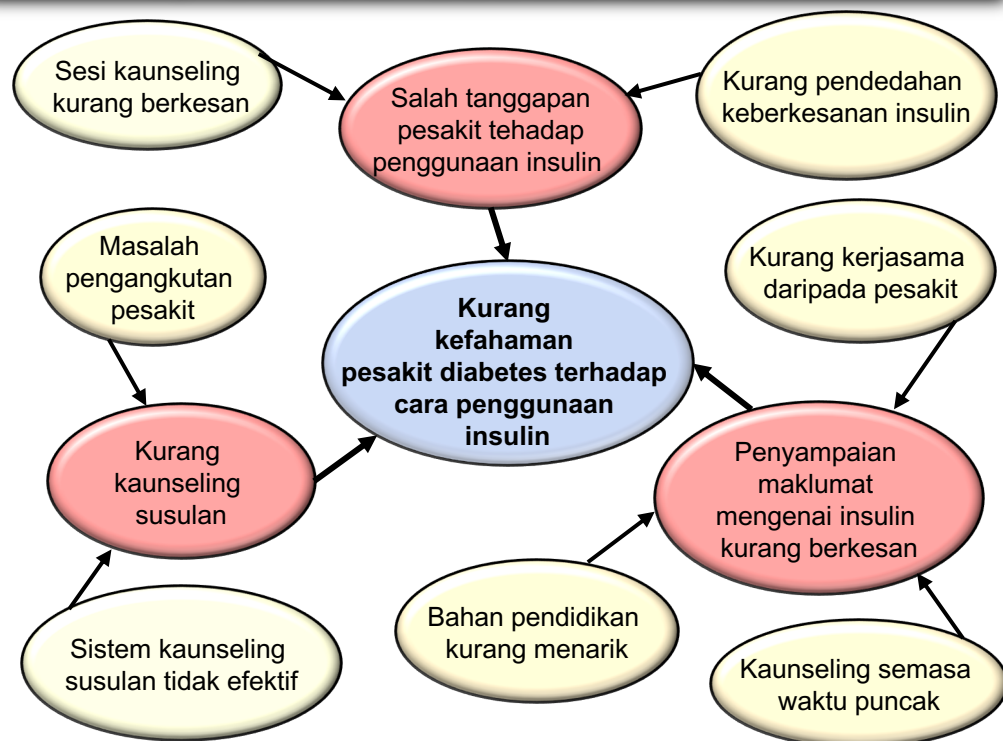 Sesi kaunseling
kurang berkesan
Salah tanggapan
pesakit tehadap
penggunaan insulin
Kurang pendedahan
keberkesanan insulin
Masalah
pengangkutan
pesakit
Kurang
kefahaman
pesakit diabetes terhadap
cara penggunaan
insulin
Kurang kerjasama
daripada pesakit
Kurang
kaunseling
susulan
Penyampaian
maklumat
mengenai insulin
kurang berkesan
Sistem kaunseling
susulan tidak efektif
Bahan pendidikan
kurang menarik
Kaunseling semasa
waktu puncak